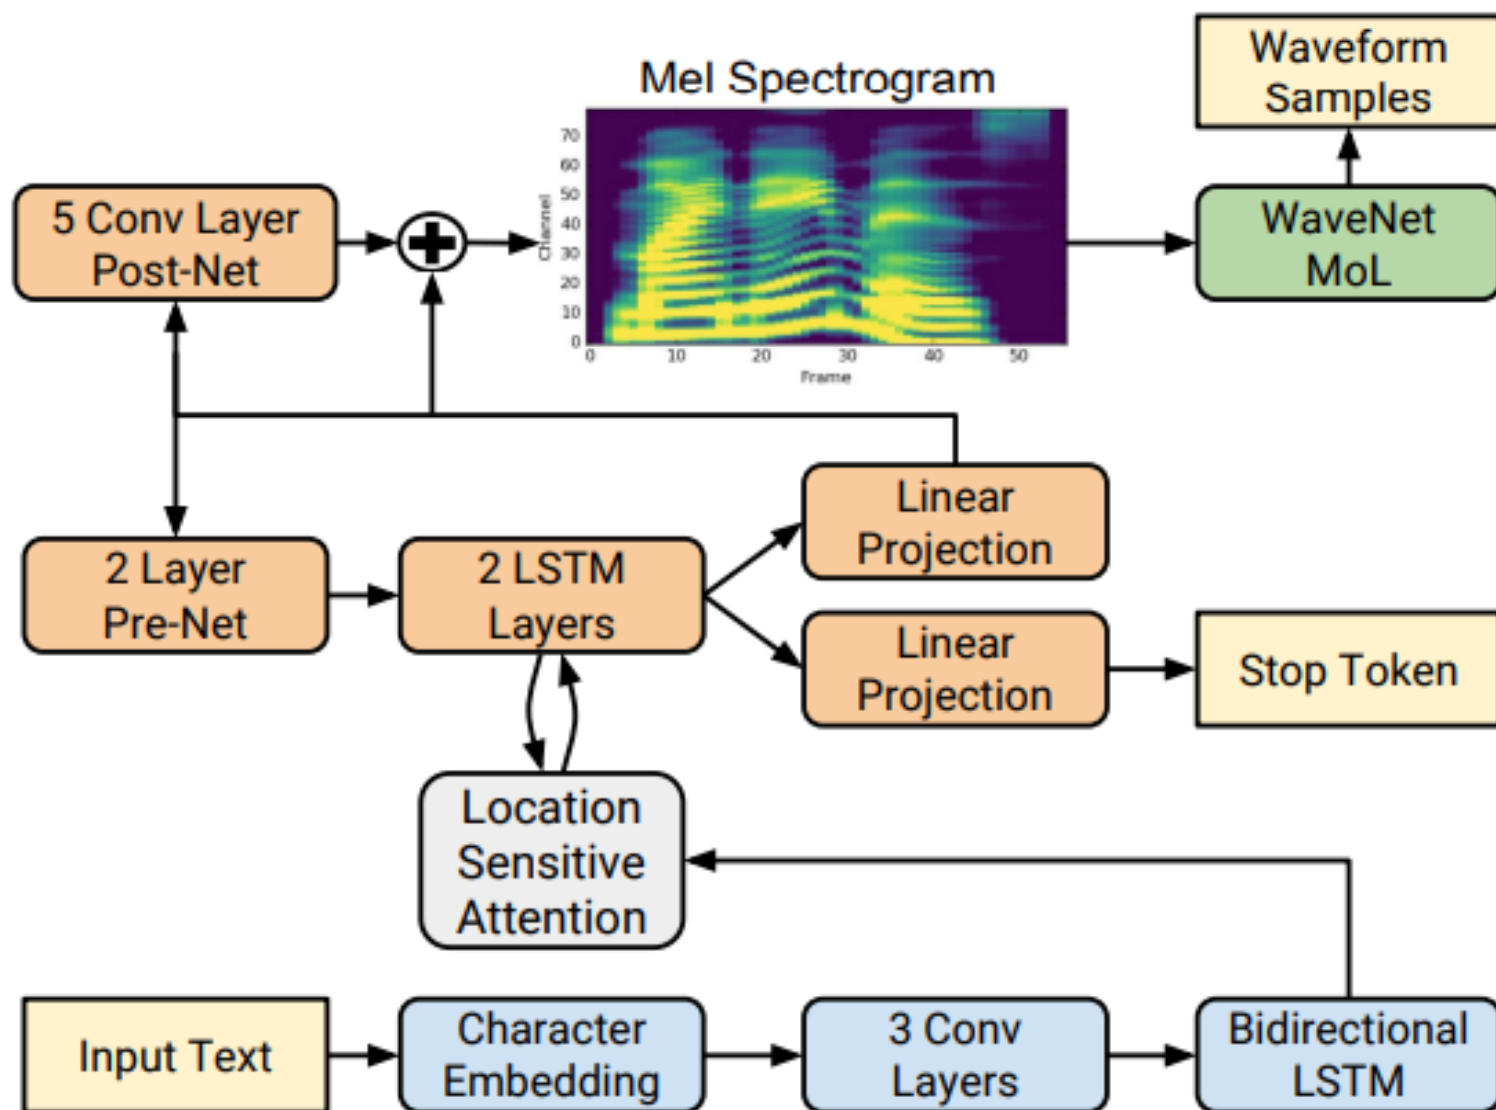 Waveform
Samples
Mel Spectrogram
5 Conv Layer
Post-Net
Channel
70
60
50
40
30
20
10
0
0 10 20 30 40 50
Frame
WaveNet
MoL
2 Layer
Pre-Net
2 LSTM
Layers
Linear
Projection
Linear
Projection
Stop Token
Location
Sensitive
Attention
Input Text
Character
Embedding
3 Conv
Layers
Bidirectional
LSTM